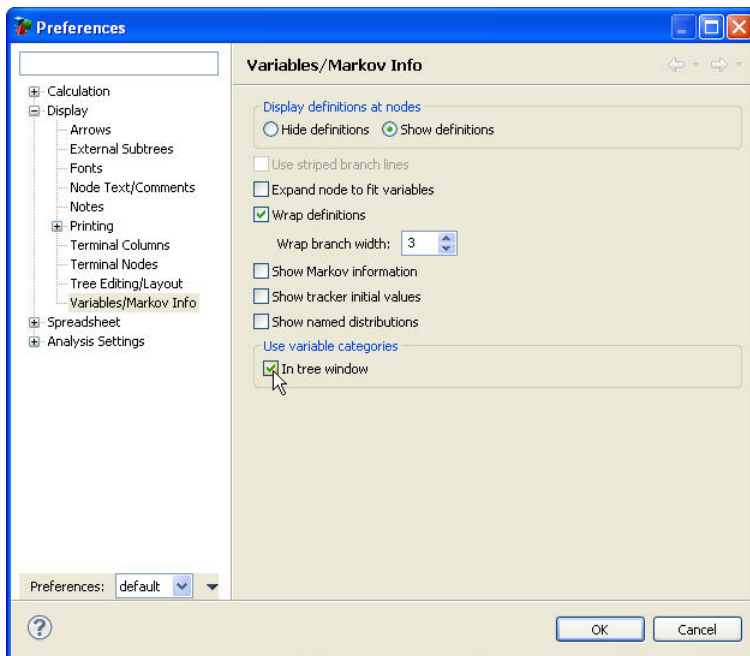 Preferences
Calculation
Display
Arrows
External Subtrees
Fonts
Node Text/Comments
Notes
Printing
Terminal Columns
Terminal Nodes
Tree Editing/Layout
Variables/Markov Info
Spreadsheet
Analysis Settings
Preferences: default
Variables/Markov Info
Display definitions at nodes
Hide definitions Show definitions
Use striped branch lines
Expand node to fit variables
Wrap definitions
Wrap branch width: 3
Show Markov information
Show tracker initial values
Show named distributions
Use variable categories
In tree window
OK Cancel